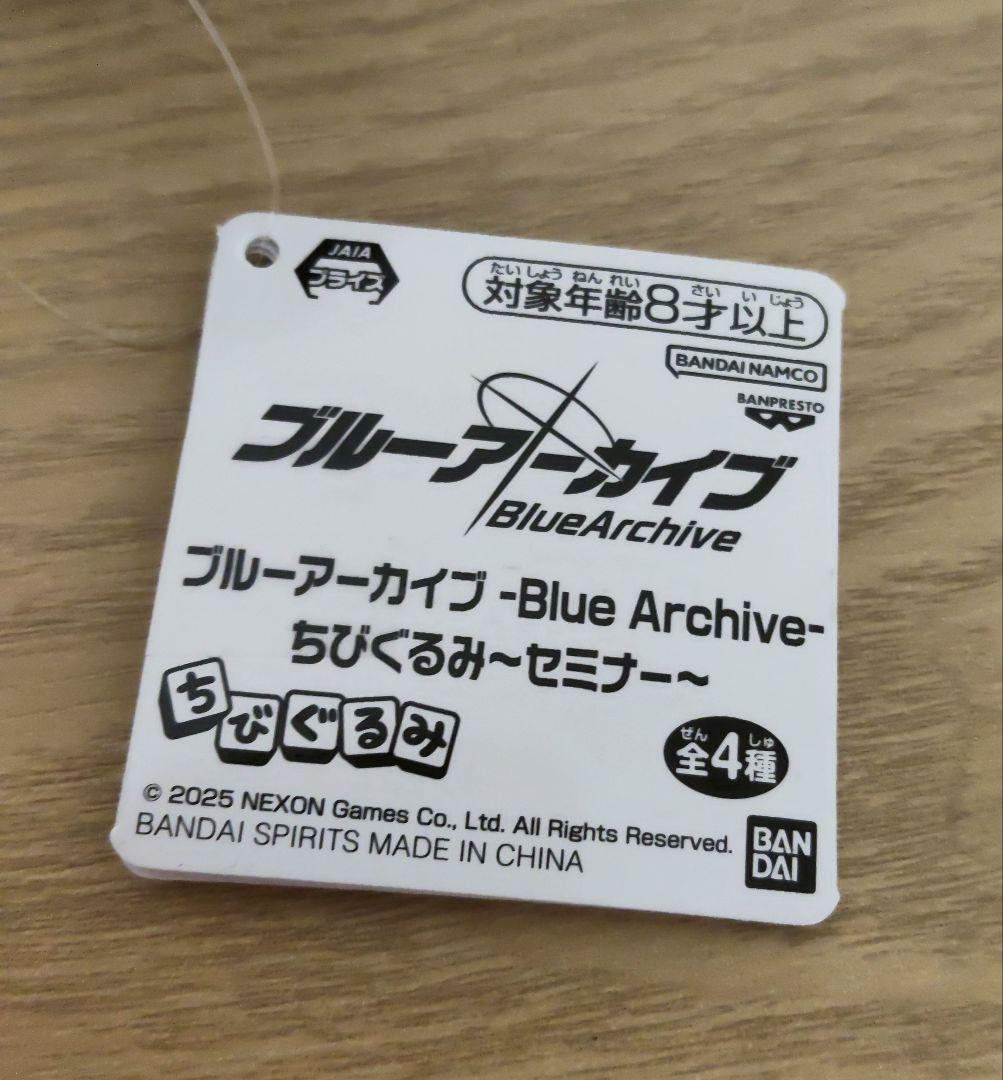 JAIA
プライズ
たいしょうねんれい さいいじょう
対象年齢8才以上
BANDAI NAMCO
BANPRESTO
ブルーアーカイブ
BlueArchive
ブルーアーカイブ -Blue Archive-
ちびぐるみ～セミナー～
ちびぐるみ
ぜん しゅ
全4種
© 2025 NEXON Games Co., Ltd. All Rights Reserved.
BANDAI SPIRITS MADE IN CHINA
BAN
DAI